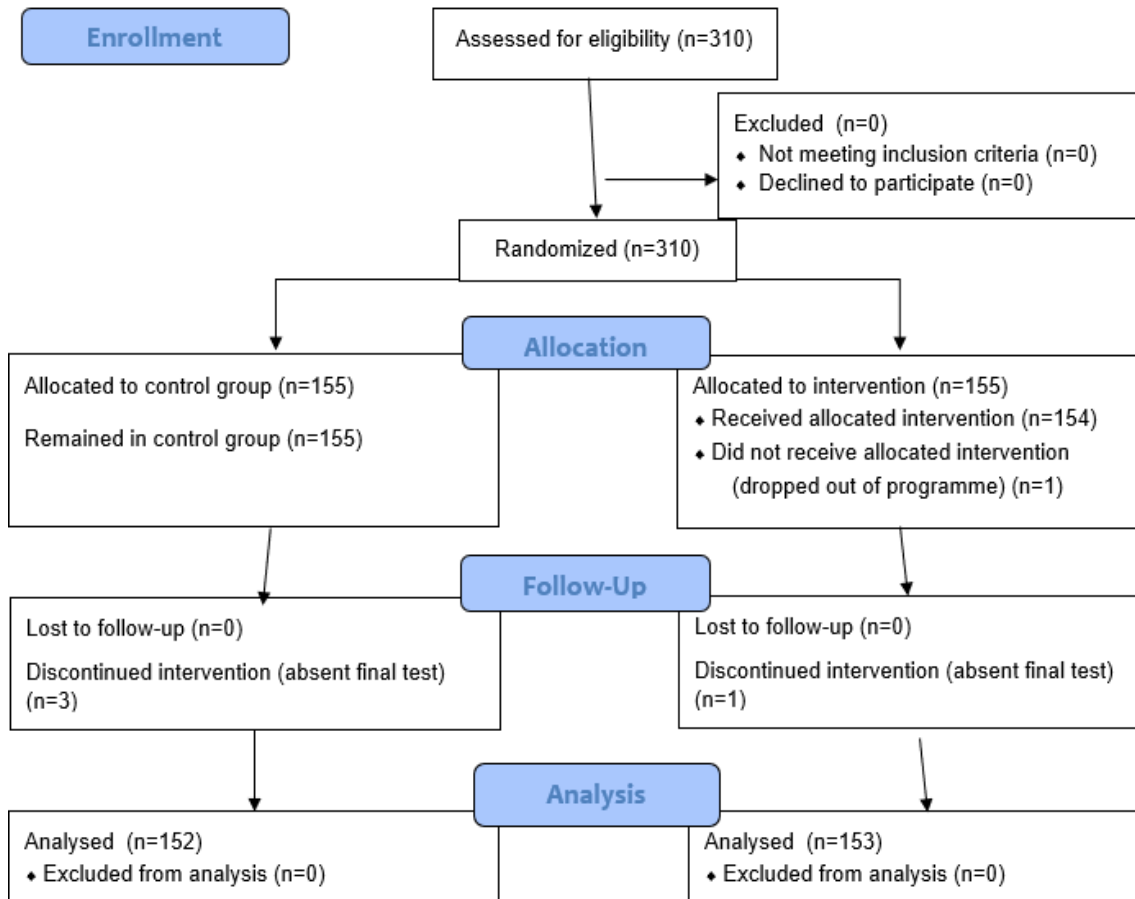 Enrollment
Assessed for eligibility (n=310)
Excluded (n=0)
⬥ Not meeting inclusion criteria (n=0)
⬥ Declined to participate (n=0)
Randomized (n=310)
Allocation
Allocated to control group (n=155)
Remained in control group (n=155)
Allocated to intervention (n=155)
⬥ Received allocated intervention (n=154)
⬥ Did not receive allocated intervention
(dropped out of programme) (n=1)
Follow-Up
Lost to follow-up (n=0)
Discontinued intervention (absent final test)
(n=3)
Lost to follow-up (n=0)
Discontinued intervention (absent final test)
(n=1)
Analysis
Analysed (n=152)
⬥ Excluded from analysis (n=0)
Analysed (n=153)
⬥ Excluded from analysis (n=0)